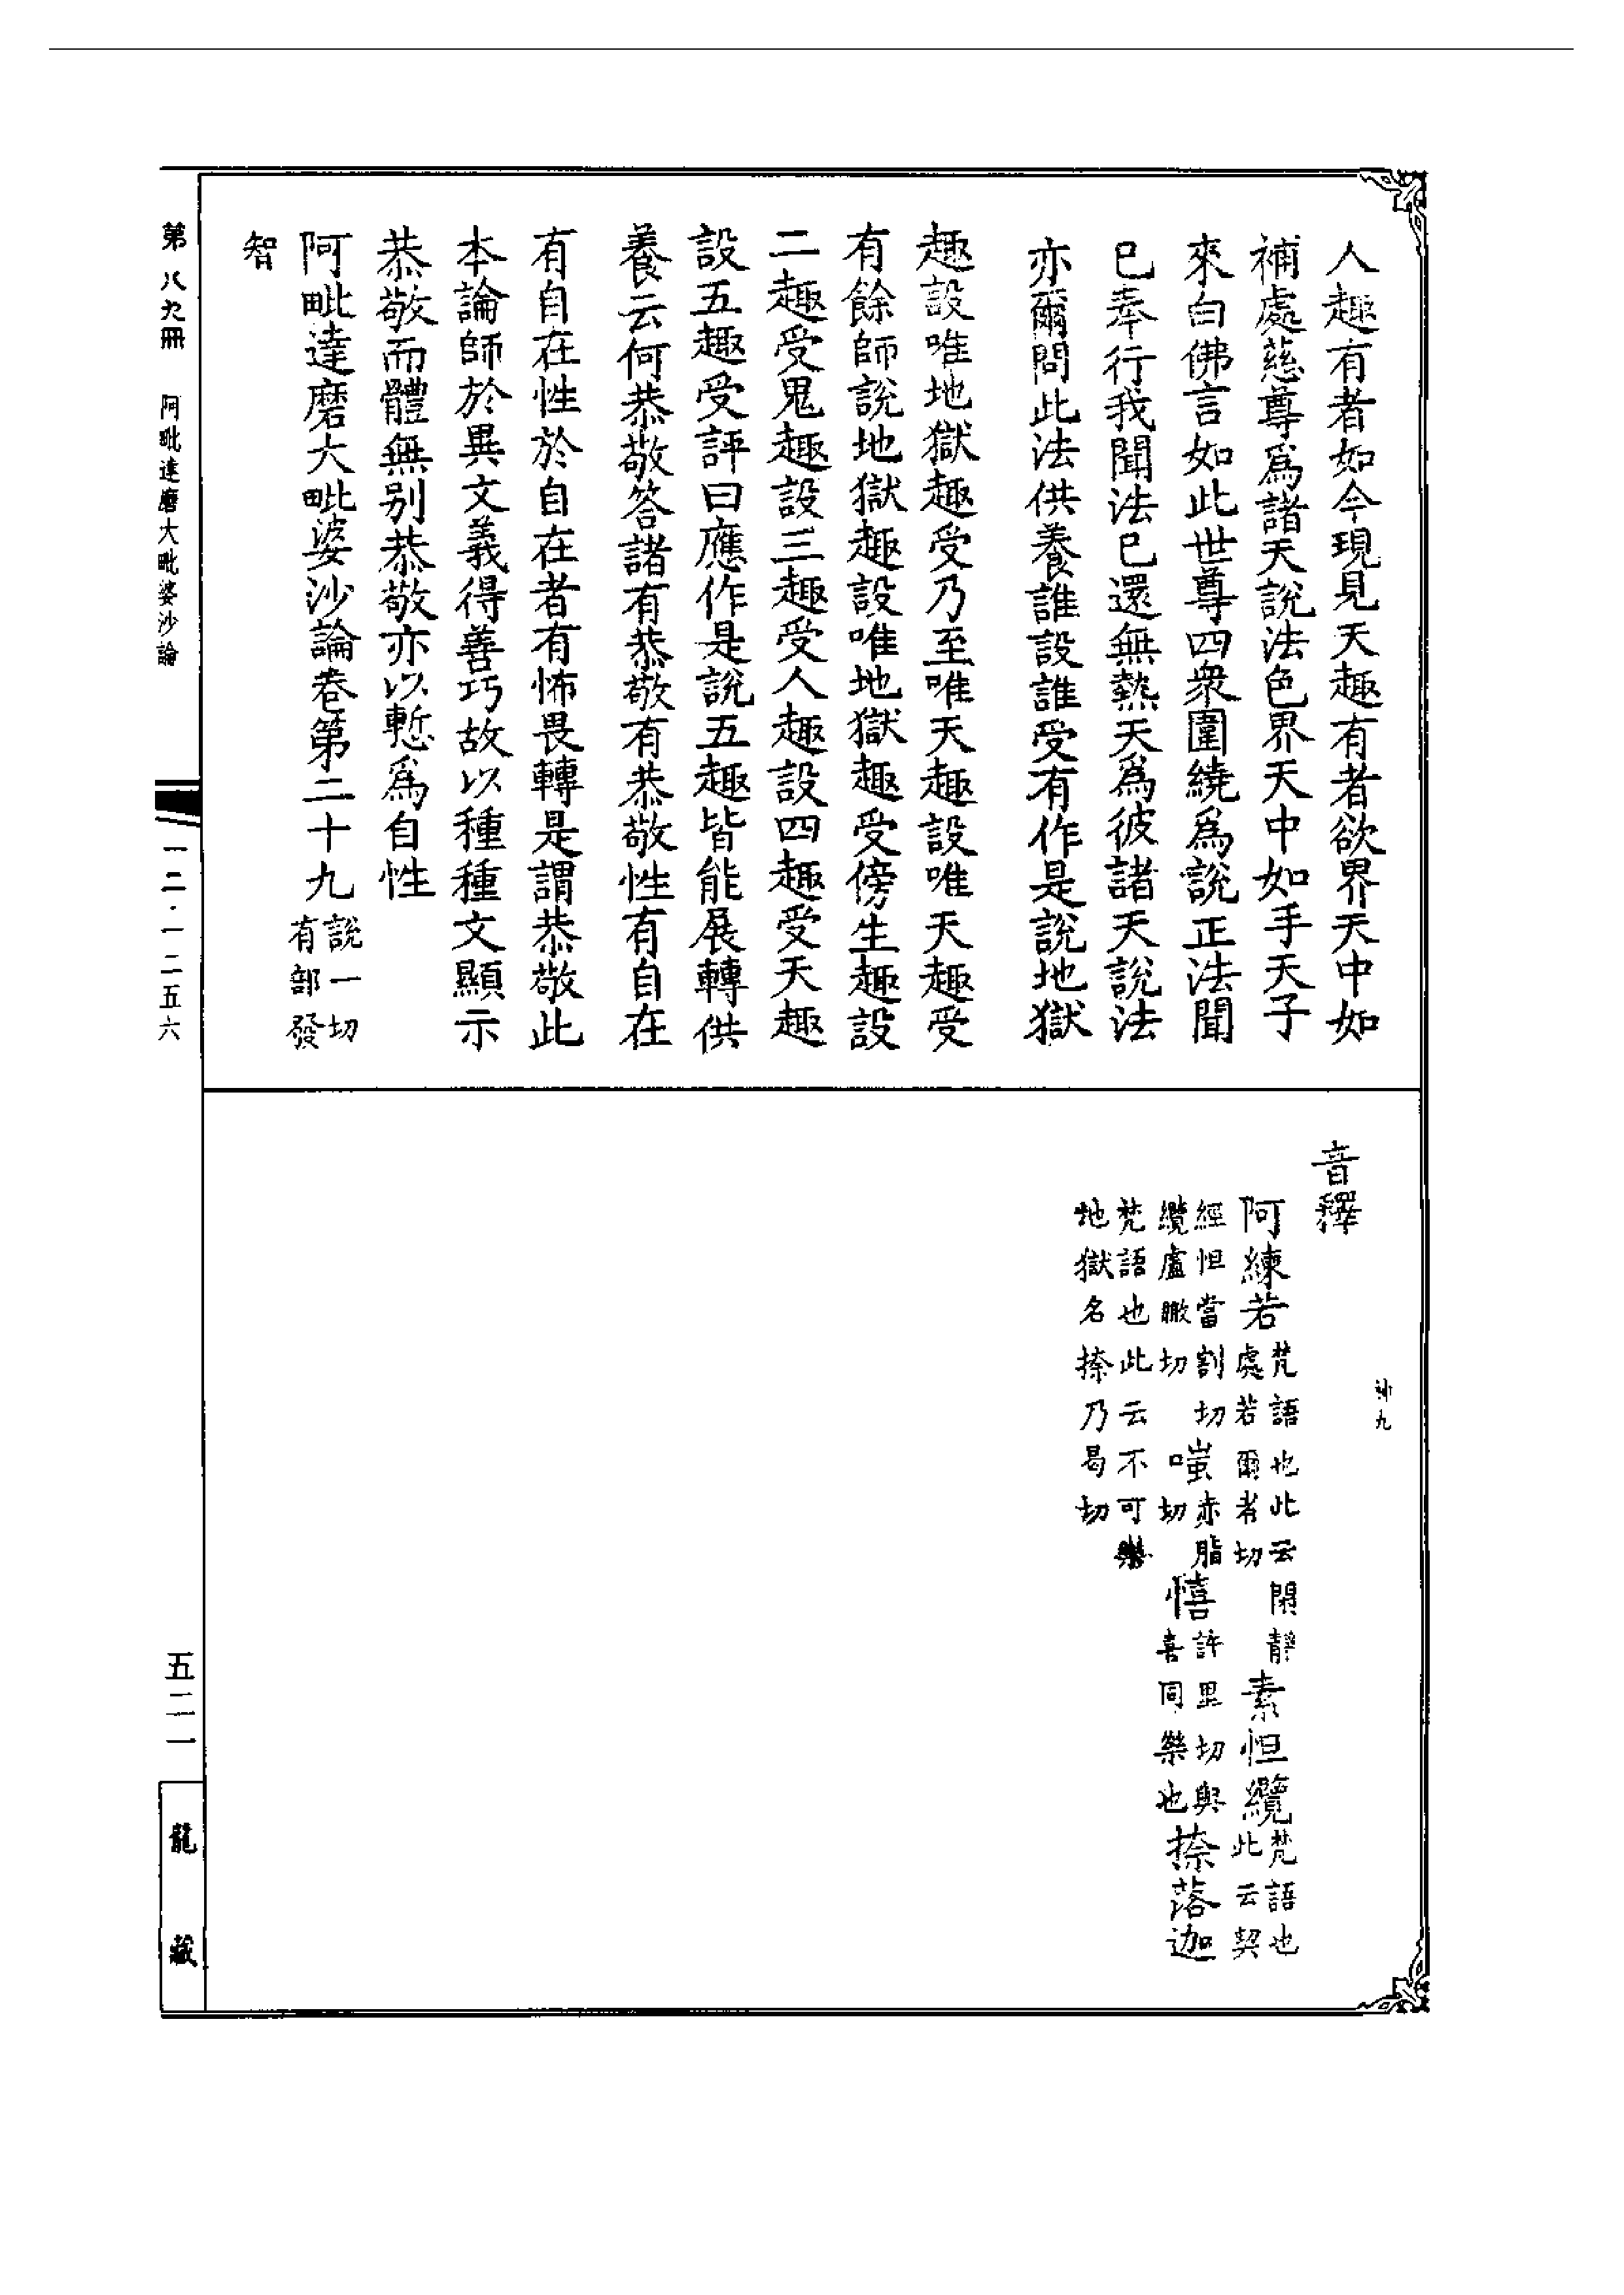 人趣有者如今現見天趣有者欲界天中如
補處慈尊爲諸天說法色界天中如手天子
來白佛言如此世尊四衆圍繞爲說正法聞
已奉行我聞法已還無熱天爲彼諸天說法
亦爾問此法供養誰設誰受有作是說地獄
趣設唯地獄趣受乃至唯天趣設唯天趣受
有餘師說地獄趣設唯地獄趣受傍生趣設
二趣受鬼趣設三趣受人趣設四趣受天趣
設五趣受評曰應作是說五趣皆能展轉供
養云何恭敬答諸有恭敬有恭敬性有自在
有自在性於自在者有怖畏轉是謂恭敬此
本論師於異文義得善巧故以種種文顯示
恭敬而體無别恭敬亦以慙爲自性
阿毗達磨大毗婆沙論卷第二十九說一切有部發
智
音釋
阿練若梵語也此云閑靜處若爾者切素怛纜梵語也此云契
經怛當割切纜盧瞰切嗤赤脂切憘許里切與喜同樂也捺落迦
梵語也此云不可樂地獄名捺乃曷切
第八九冊
阿毗達磨大毗婆沙論
一二·一二五六
五二一
龍藏